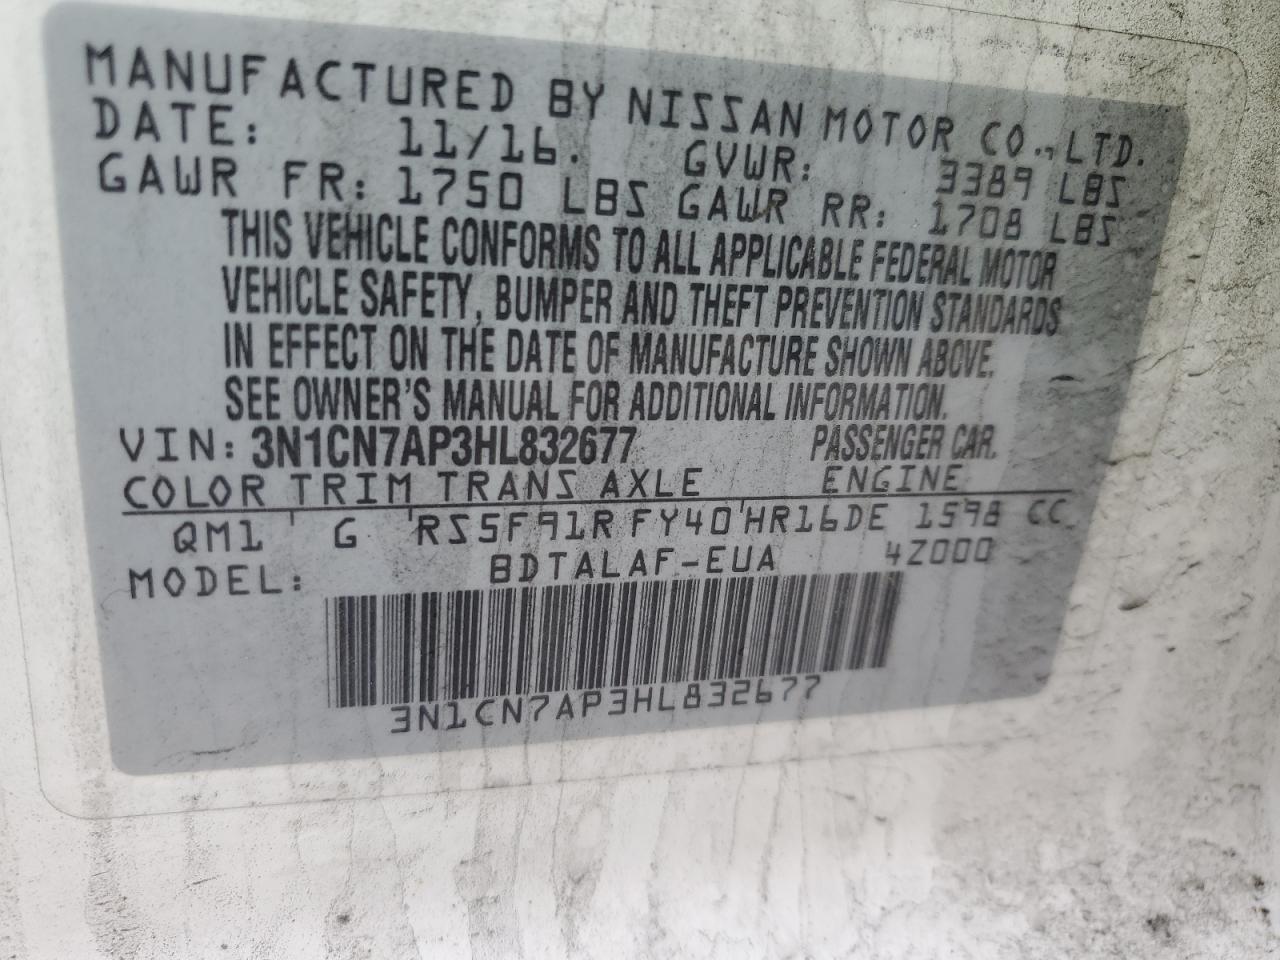 MANUFACTURED BY NISSAN MOTOR CO., LTD.
DATE: 11/16. GVWR: 3389 LBS
GAWR FR: 1750 LBS GAWR RR: 1708 LBS
THIS VEHICLE CONFORMS TO ALL APPLICABLE FEDERAL MOTOR
VEHICLE SAFETY, BUMPER AND THEFT PREVENTION STANDARDS
IN EFFECT ON THE DATE OF MANUFACTURE SHOWN ABOVE.
SEE OWNER'S MANUAL FOR ADDITIONAL INFORMATION.
VIN: 3N1CN7AP3HL832677 PASSENGER CAR.
COLOR TRIM TRANS AXLE ENGINE
QM1 G RS5F91R FY40 HR16DE 1598 CC
MODEL: BDTALAF-EUA 4Z000
3N1CN7AP3HL832677